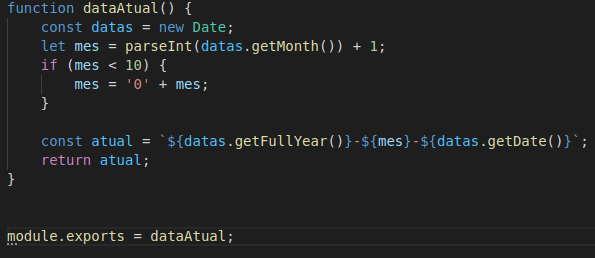 function dataAtual() {
    const datas = new Date;
    let mes = parseInt(datas.getMonth()) + 1;
    if (mes < 10) {
        mes = '0' + mes;
    }
    const atual = `${datas.getFullYear()}-${mes}-${datas.getDate()}`;
    return atual;
}
module.exports = dataAtual;